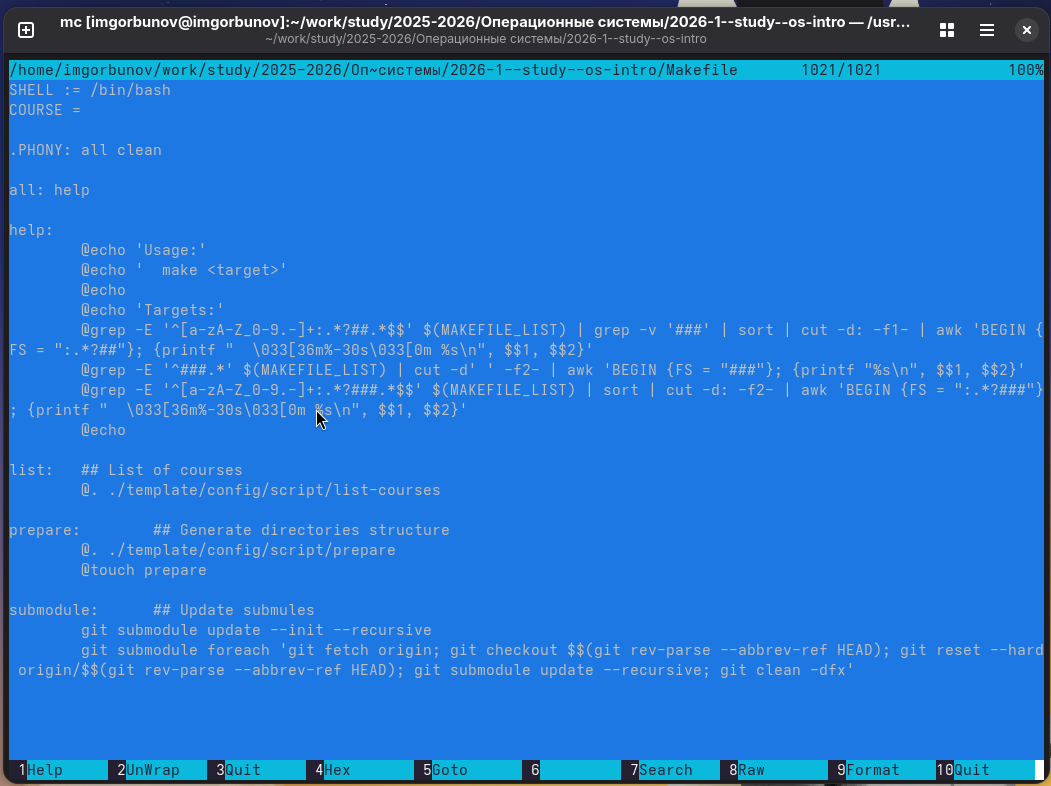 mc [imgorbunov@imgorbunov]:~/work/study/2025-2026/Операционные системы/2026-1--study--os-intro — /usr...
~/work/study/2025-2026/Операционные системы/2026-1--study--os-intro
/home/imgorbunov/work/study/2025-2026/Оп~системы/2026-1--study--os-intro/Makefile 1021/1021 100%
SHELL := /bin/bash
COURSE =
.PHONY: all clean
all: help
help:
@echo 'Usage:'
@echo '  make <target>'
@echo
@echo 'Targets:'
@grep -E '^[a-zA-Z_0-9.-]+:.*?##.*$$' $(MAKEFILE_LIST) | grep -v '###' | sort | cut -d: -f1- | awk 'BEGIN {
FS = ":.*?##"}; {printf "  \033[36m%-30s\033[0m %s\n", $$1, $$2}'
@grep -E '^###.*' $(MAKEFILE_LIST) | cut -d' ' -f2- | awk 'BEGIN {FS = "###"}; {printf "%s\n", $$1, $$2}'
@grep -E '^[a-zA-Z_0-9.-]+:.*?###.*$$' $(MAKEFILE_LIST) | sort | cut -d: -f2- | awk 'BEGIN {FS = ":.*?###"}
; {printf "  \033[36m%-30s\033[0m %s\n", $$1, $$2}'
@echo
list: ## List of courses
@. ./template/config/script/list-courses
prepare: ## Generate directories structure
@. ./template/config/script/prepare
@touch prepare
submodule: ## Update submules
git submodule update --init --recursive
git submodule foreach 'git fetch origin; git checkout $$(git rev-parse --abbrev-ref HEAD); git reset --hard
origin/$$(git rev-parse --abbrev-ref HEAD); git submodule update --recursive; git clean -dfx'
1Help 2UnWrap 3Quit 4Hex 5Goto 6 7Search 8Raw 9Format 10Quit